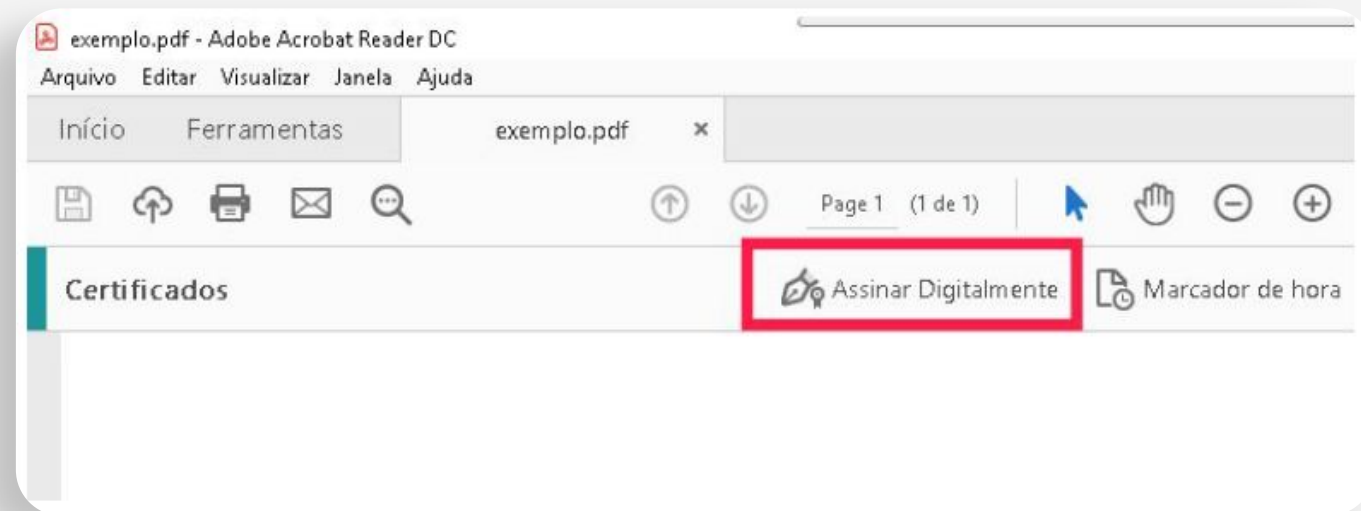 exemplo.pdf - Adobe Acrobat Reader DC
Arquivo Editar Visualizar Janela Ajuda
Início Ferramentas exemplo.pdf ×
Page 1 (1 de 1)
Certificados Assinar Digitalmente Marcador de hora